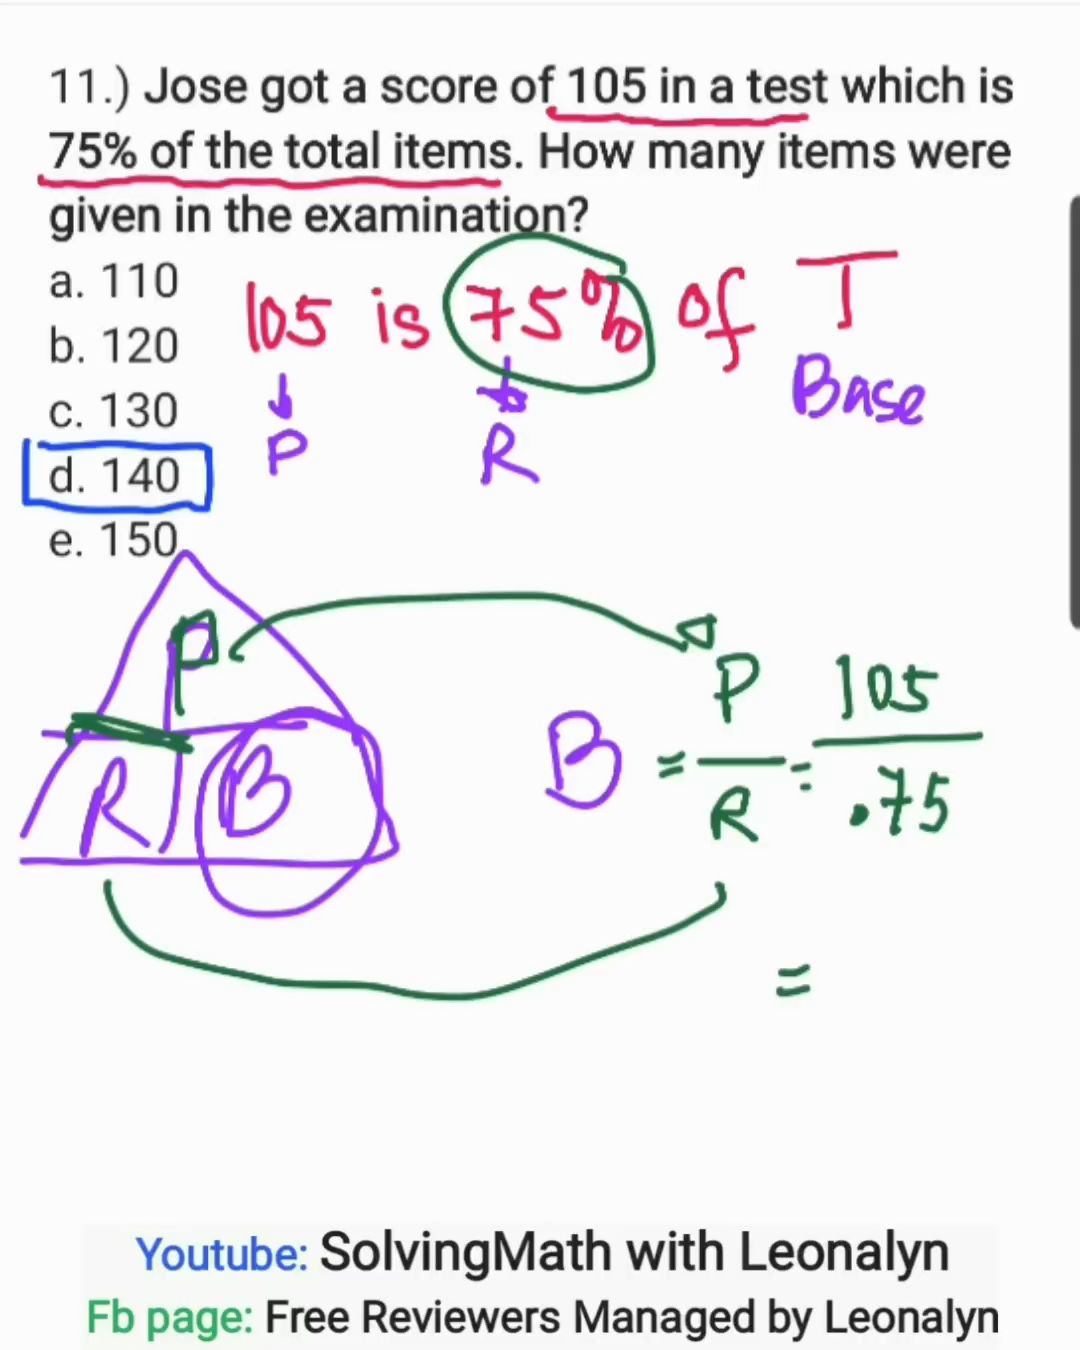 11.) Jose got a score of 105 in a test which is
75% of the total items. How many items were
given in the examination?
a. 110
b. 120
c. 130
d. 140
e. 150
105 is 75% of T
P R Base
P
R B
B = P/R = 105/.75
=
Youtube: SolvingMath with Leonalyn
Fb page: Free Reviewers Managed by Leonalyn